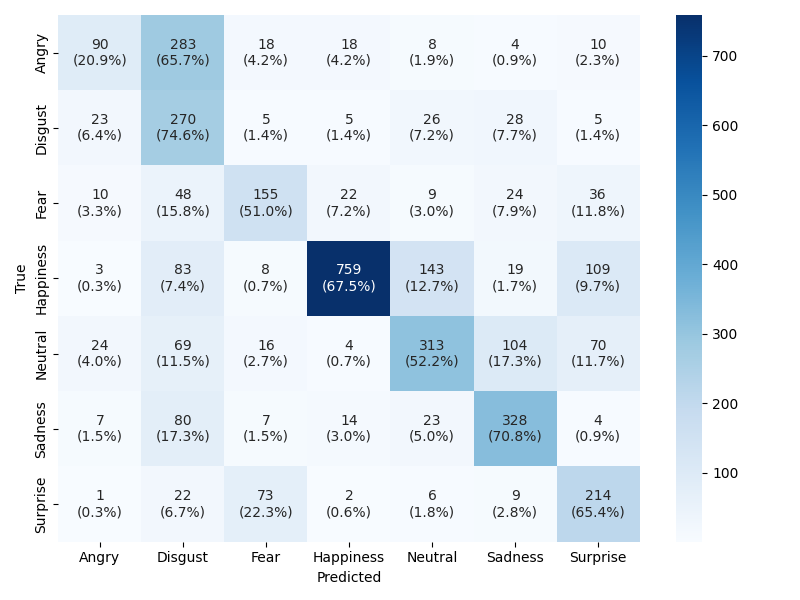 True
Angry
90 283 18 18 8 4 10
(20.9%) (65.7%) (4.2%) (4.2%) (1.9%) (0.9%) (2.3%)
Disgust
23 270 5 5 26 28 5
(6.4%) (74.6%) (1.4%) (1.4%) (7.2%) (7.7%) (1.4%)
Fear
10 48 155 22 9 24 36
(3.3%) (15.8%) (51.0%) (7.2%) (3.0%) (7.9%) (11.8%)
Happiness
3 83 8 759 143 19 109
(0.3%) (7.4%) (0.7%) (67.5%) (12.7%) (1.7%) (9.7%)
Neutral
24 69 16 4 313 104 70
(4.0%) (11.5%) (2.7%) (0.7%) (52.2%) (17.3%) (11.7%)
Sadness
7 80 7 14 23 328 4
(1.5%) (17.3%) (1.5%) (3.0%) (5.0%) (70.8%) (0.9%)
Surprise
1 22 73 2 6 9 214
(0.3%) (6.7%) (22.3%) (0.6%) (1.8%) (2.8%) (65.4%)
Angry Disgust Fear Happiness Neutral Sadness Surprise
Predicted
700
600
500
400
300
200
100